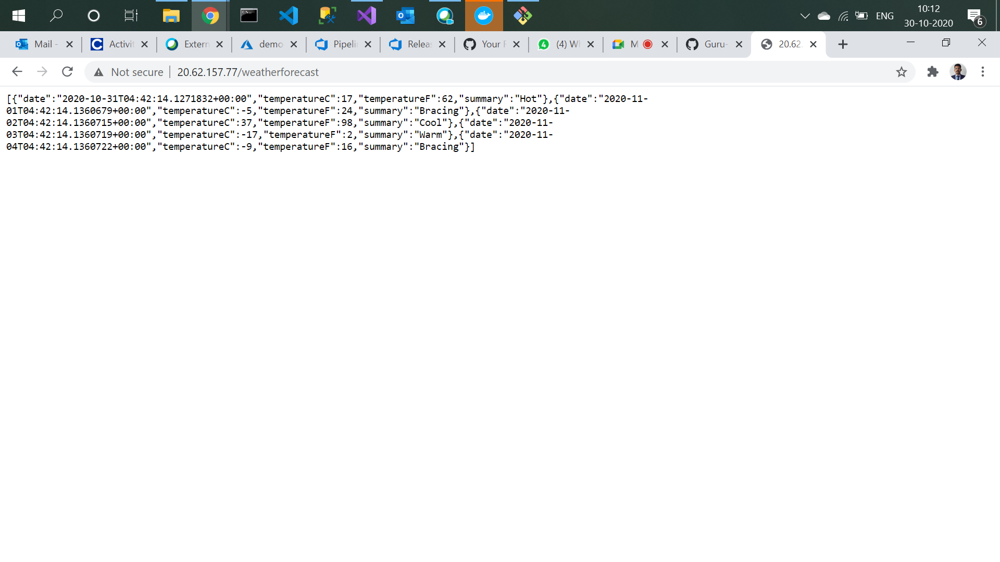 ENG
10:12
30-10-2020
6
Mail -
Activit
Extern
demo
Pipelin
Releas
Your R
(4) Wh
M
Guru-
20.62.
Not secure
20.62.157.77/weatherforecast
[{"date":"2020-10-31T04:42:14.1271832+00:00","temperatureC":17,"temperatureF":62,"summary":"Hot"},{"date":"2020-11-
01T04:42:14.1360679+00:00","temperatureC":-5,"temperatureF":24,"summary":"Bracing"},{"date":"2020-11-
02T04:42:14.1360715+00:00","temperatureC":37,"temperatureF":98,"summary":"Cool"},{"date":"2020-11-
03T04:42:14.1360719+00:00","temperatureC":-17,"temperatureF":2,"summary":"Warm"},{"date":"2020-11-
04T04:42:14.1360722+00:00","temperatureC":-9,"temperatureF":16,"summary":"Bracing"}]